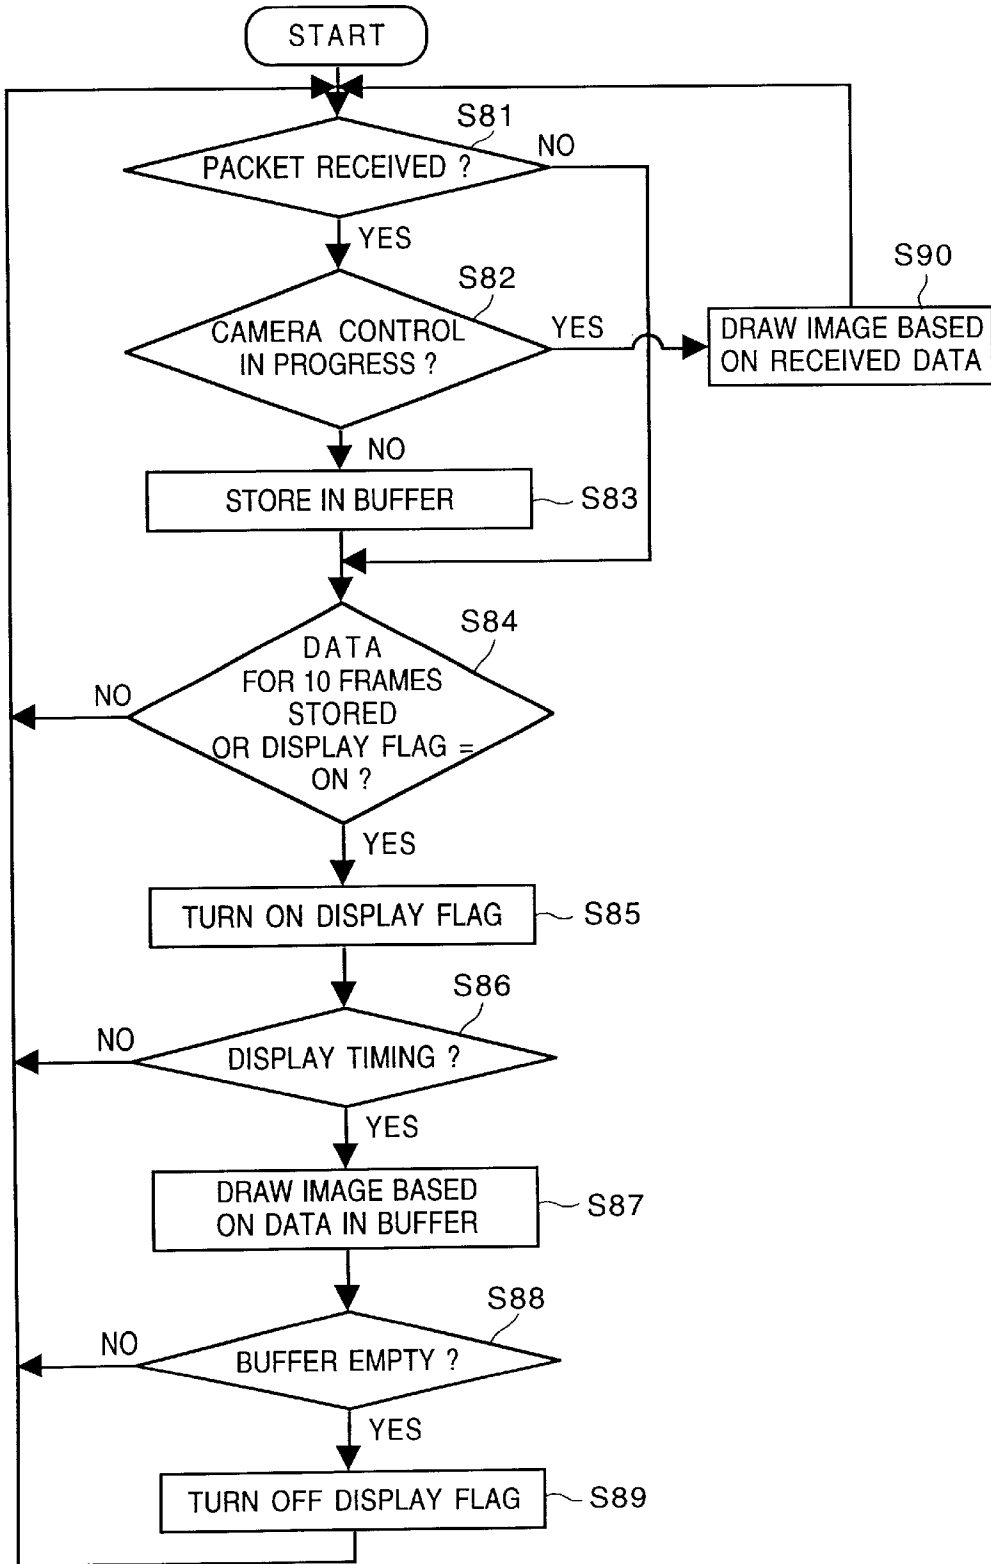 START
S81
PACKET RECEIVED ?
NO
YES
S82
CAMERA CONTROL
IN PROGRESS ?
YES
S90
DRAW IMAGE BASED
ON RECEIVED DATA
NO
STORE IN BUFFER
S83
S84
DATA
FOR 10 FRAMES
STORED
OR DISPLAY FLAG =
ON ?
NO
YES
TURN ON DISPLAY FLAG
S85
S86
DISPLAY TIMING ?
NO
YES
DRAW IMAGE BASED
ON DATA IN BUFFER
S87
S88
BUFFER EMPTY ?
NO
YES
TURN OFF DISPLAY FLAG
S89